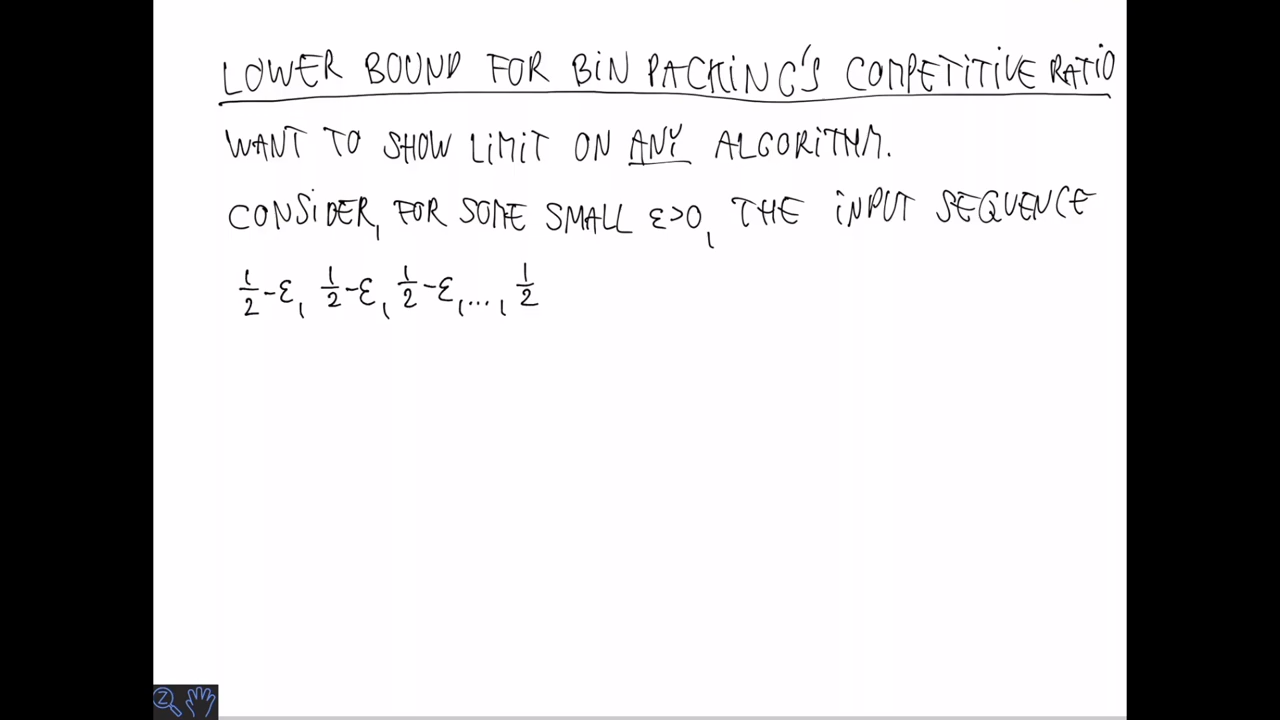 LOWER BOUND FOR BIN PACKING'S COMPETITIVE RATIO
WANT TO SHOW LIMIT ON ANY ALGORITHM.
CONSIDER, FOR SOME SMALL ε>0, THE INPUT SEQUENCE
1/2-ε, 1/2-ε, 1/2-ε, ..., 1/2
Z